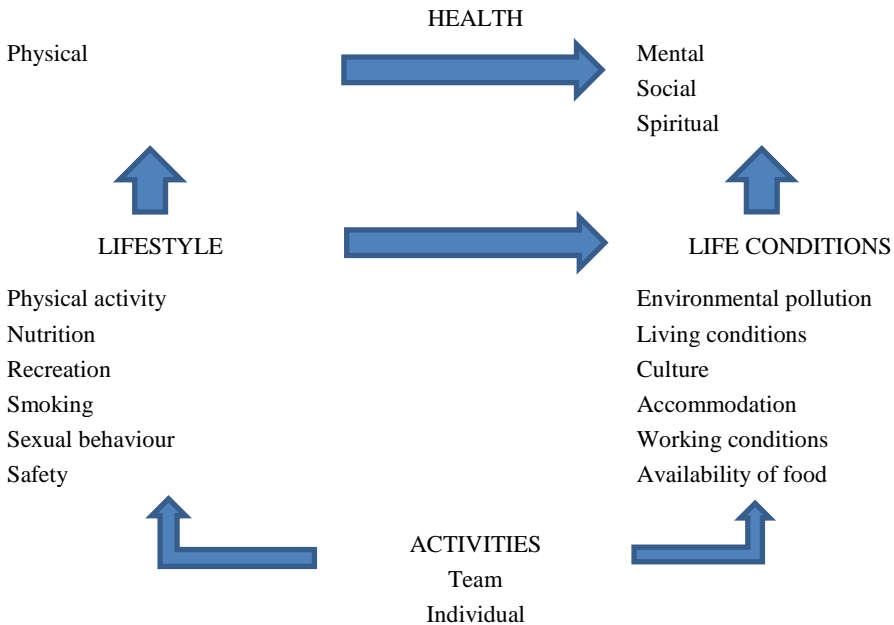 HEALTH
Physical
Mental
Social
Spiritual
LIFESTYLE
LIFE CONDITIONS
Physical activity
Nutrition
Recreation
Smoking
Sexual behaviour
Safety
Environmental pollution
Living conditions
Culture
Accommodation
Working conditions
Availability of food
ACTIVITIES
Team
Individual